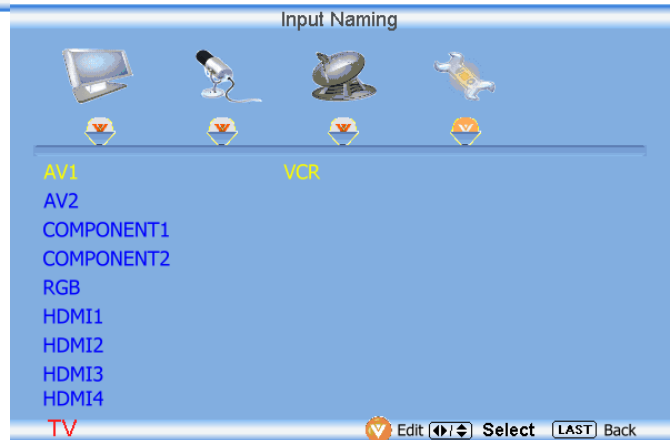 Input Naming
AV1 VCR
AV2
COMPONENT1
COMPONENT2
RGB
HDMI1
HDMI2
HDMI3
HDMI4
TV Edit Select LAST Back